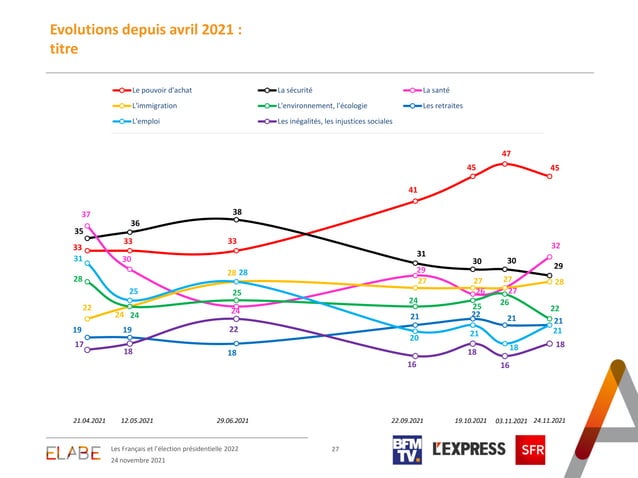 Evolutions depuis avril 2021 :
titre
Le pouvoir d'achat La sécurité La santé
L'immigration L'environnement, l'écologie Les retraites
L'emploi Les inégalités, les injustices sociales
47
45 45
41
38
37
36
35
33 33 33
32
31 31
30 30 30
29 29
28 28 28
27 27 27 27 28
26 26
25 25 25
24 24 24 24
22 22 22 22
21 21 21 21 21
20
19 19
18 18 18 18 18
17
16 16
21.04.2021 12.05.2021 29.06.2021 22.09.2021 19.10.2021 03.11.2021 24.11.2021
ELABE
Les Français et l'élection présidentielle 2022
24 novembre 2021
27
BFM
TV.
L'EXPRESS
SFR